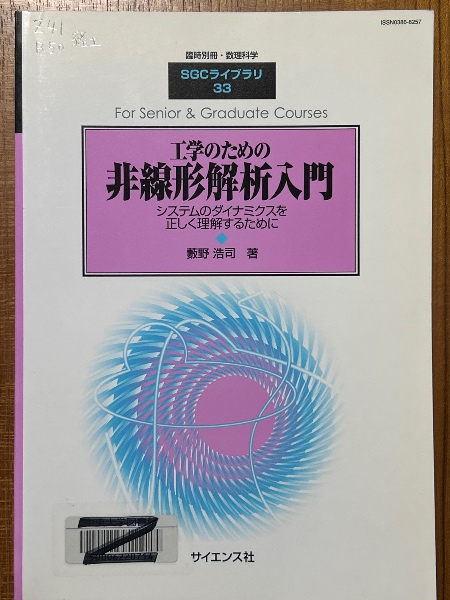 ISSN0386-8257
臨時別冊・数理科学
SGCライブラリ
33
For Senior & Graduate Courses
工学のための
非線形解析入門
システムのダイナミクスを
正しく理解するために
藪野 浩司 著
サイエンス社